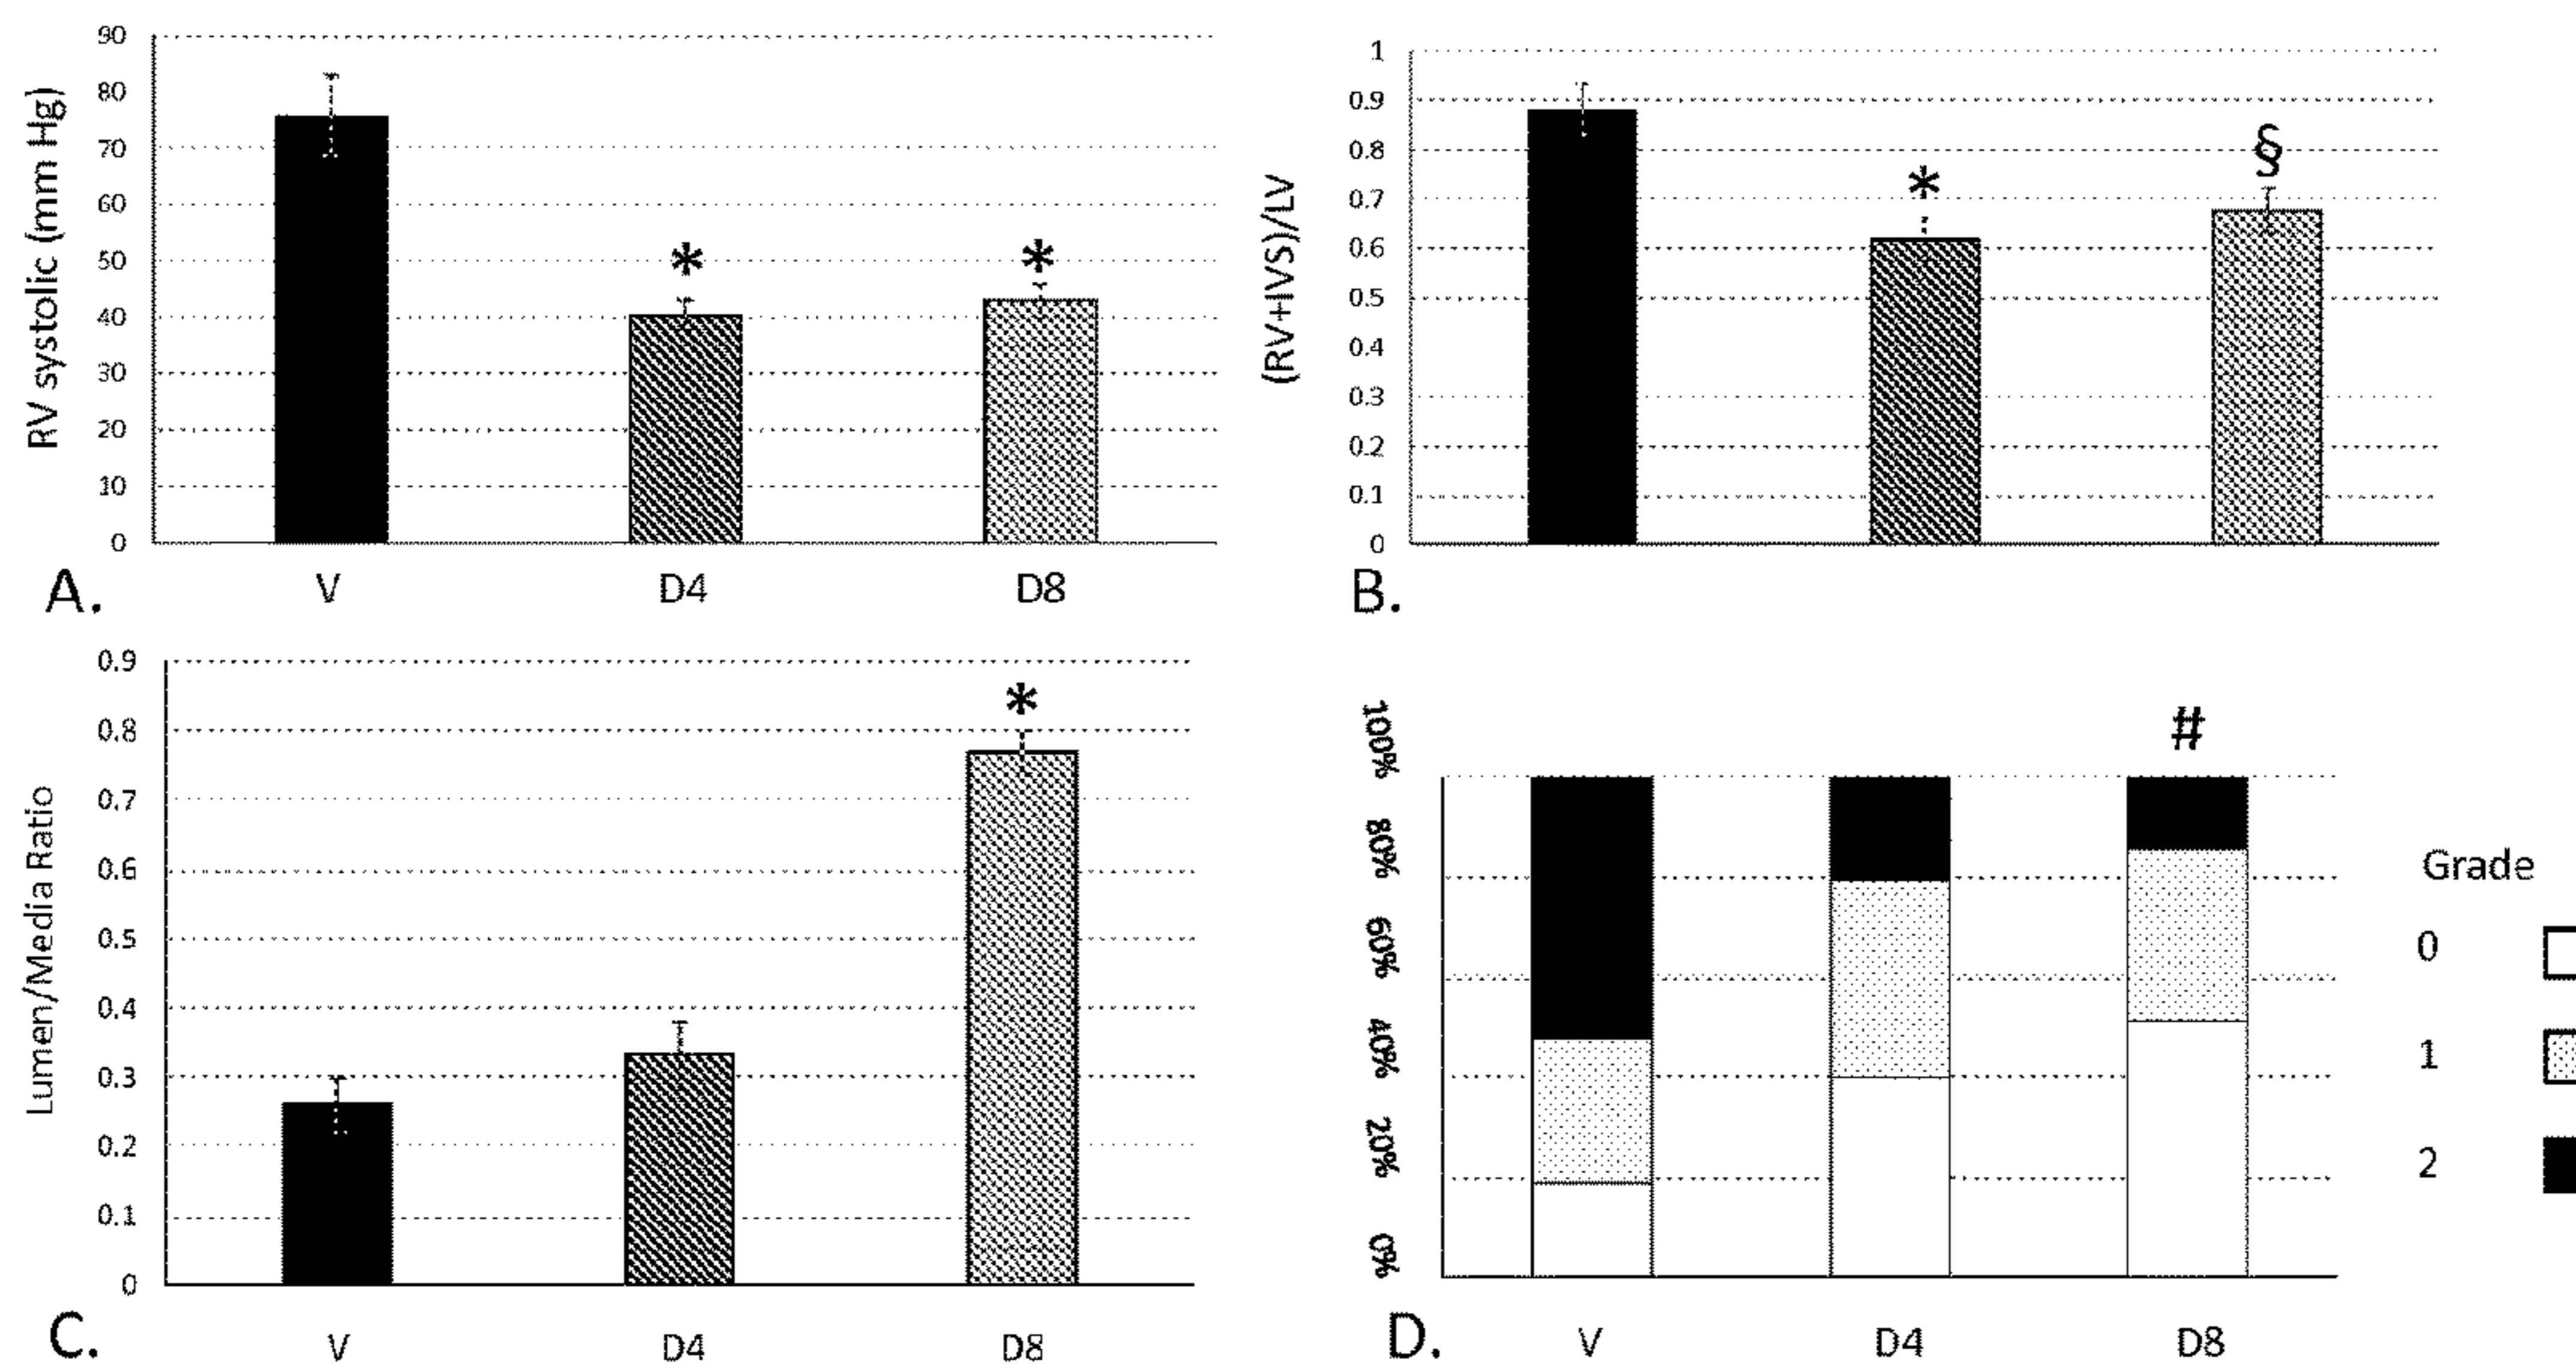 RV systolic (mm Hg)
90
80
70
60
50
40
30
20
10
0
*
*
V
D4
D8
A.
(RV+IVS)/LV
1
0.9
0.8
0.7
0.6
0.5
0.4
0.3
0.2
0.1
0
*
§
B.
Lumen/Media Ratio
0.9
0.8
0.7
0.6
0.5
0.4
0.3
0.2
0.1
0
*
V
D4
D8
C.
100%
80%
60%
40%
20%
0%
#
V
D4
D8
D.
Grade
0
1
2